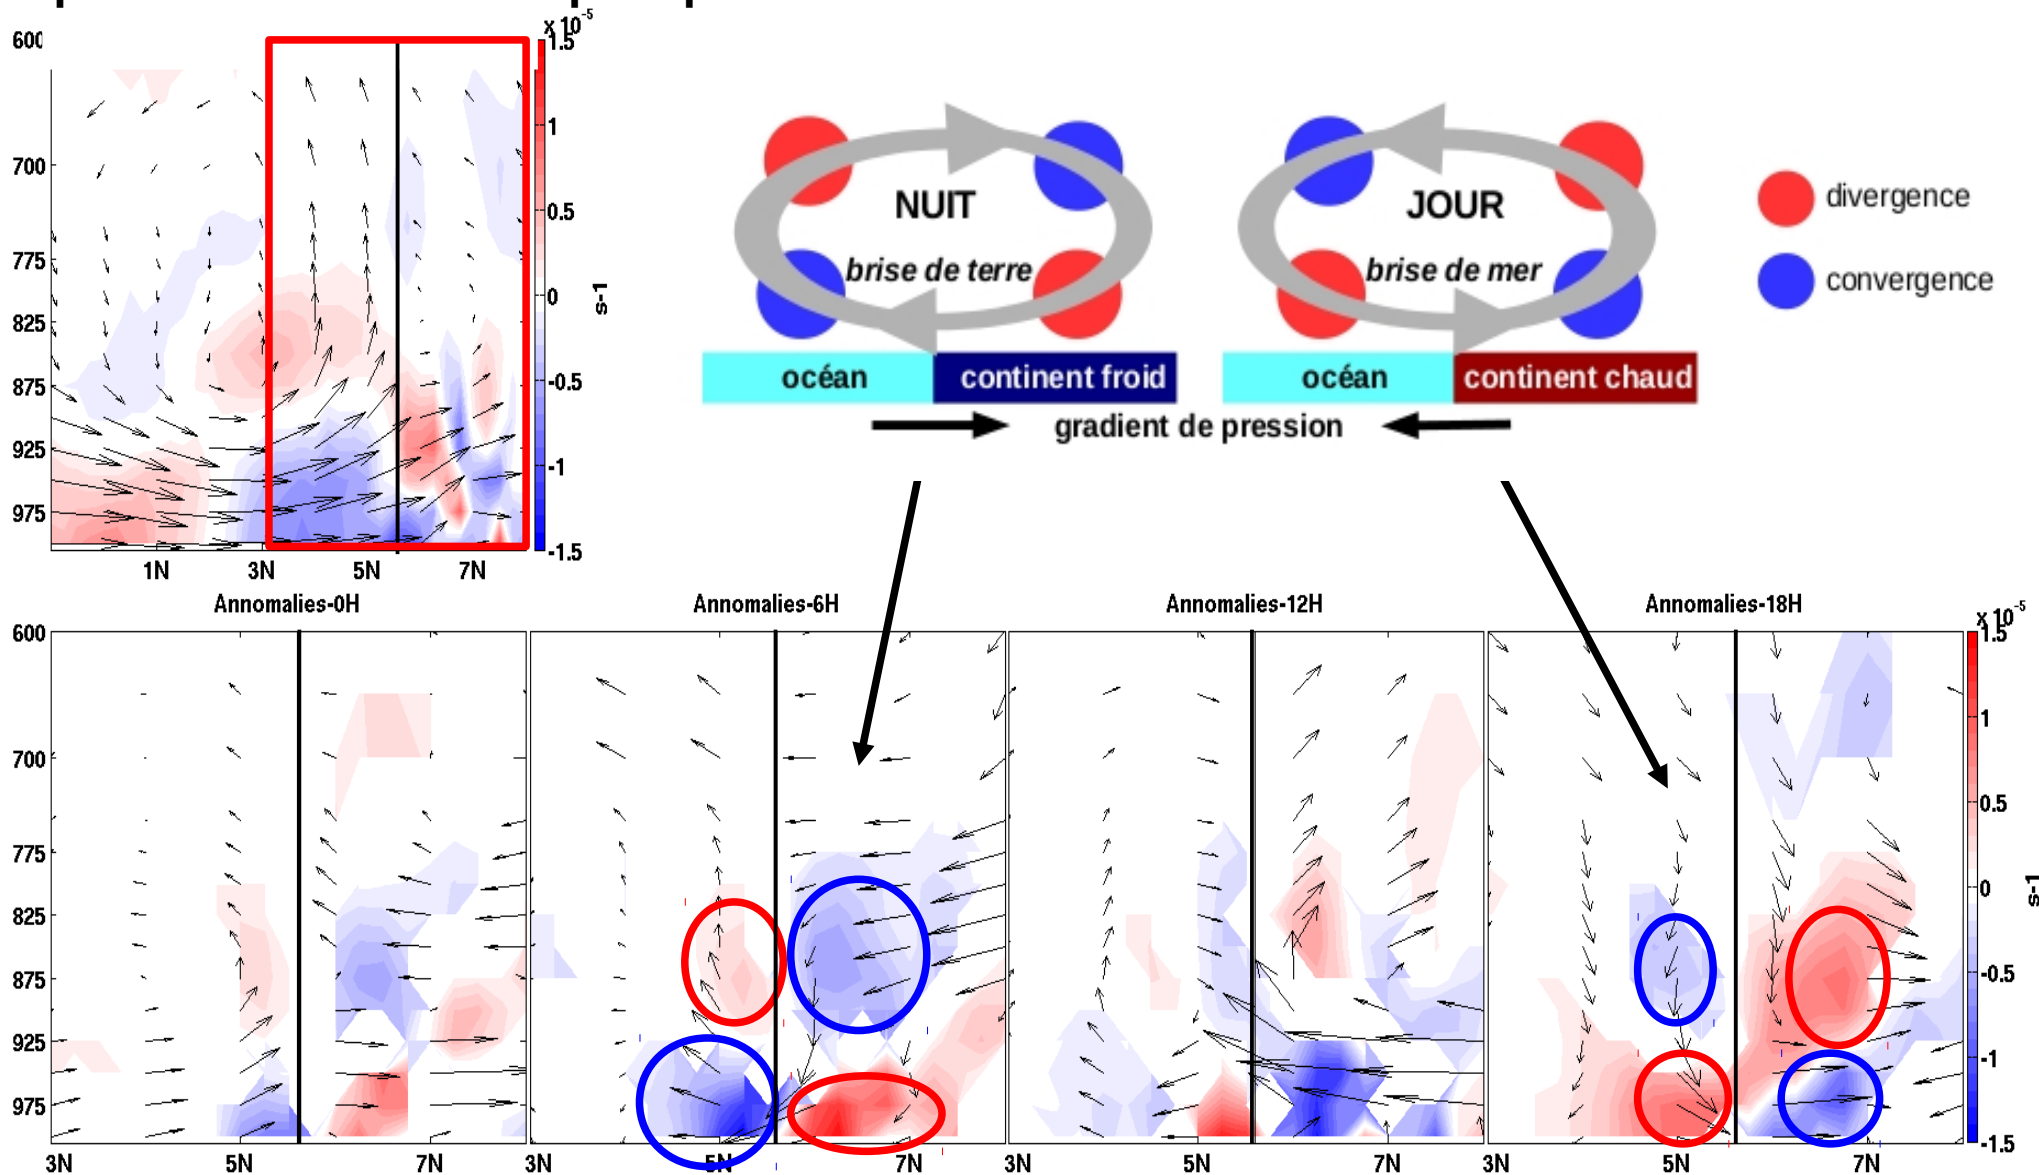 x 10-5
600
1.5
1
700
0.5
775
0
825
s-1
875
-0.5
925
-1
975
-1.5
1N 3N 5N 7N
NUIT
brise de terre
océan
continent froid
JOUR
brise de mer
océan
continent chaud
gradient de pression
divergence
convergence
Annomalies-0H
Annomalies-6H
Annomalies-12H
Annomalies-18H
x 10-5
600
1.5
1
700
0.5
775
0
825
s-1
875
-0.5
925
-1
975
-1.5
3N 5N 7N 3N 5N 7N 3N 5N 7N 3N 5N 7N